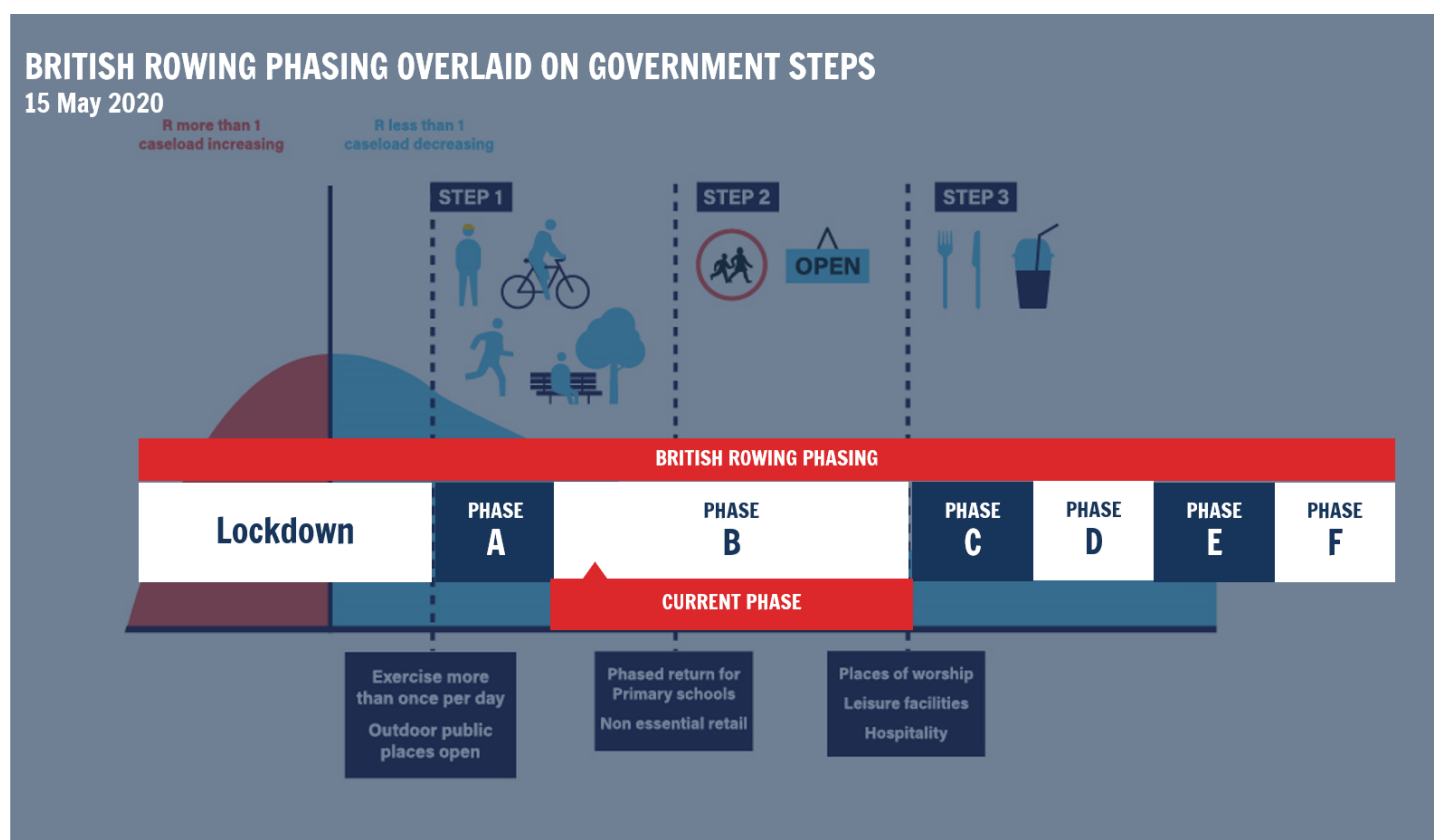 BRITISH ROWING PHASING OVERLAID ON GOVERNMENT STEPS
15 May 2020
R more than 1
caseload increasing
R less than 1
caseload decreasing
STEP 1
STEP 2
STEP 3
OPEN
BRITISH ROWING PHASING
Lockdown
PHASE
A
PHASE
B
PHASE
C
PHASE
D
PHASE
E
PHASE
F
CURRENT PHASE
Exercise more
than once per day
Outdoor public
places open
Phased return for
Primary schools
Non essential retail
Places of worship
Leisure facilities
Hospitality